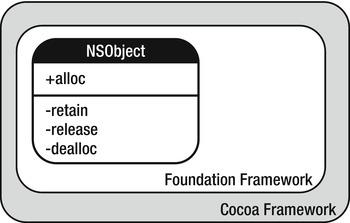 NSObject
+alloc
-retain
-release
-dealloc
Foundation Framework
Cocoa Framework